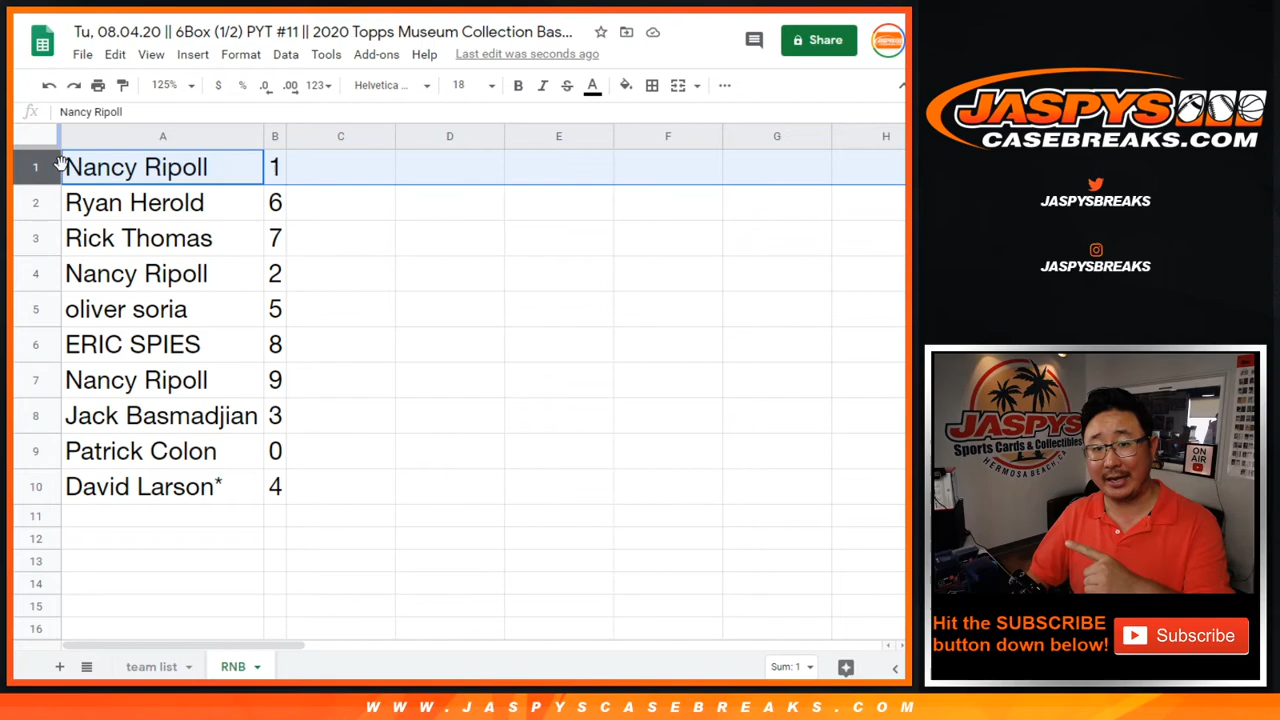 Tu, 08.04.20 || 6Box (1/2) PYT #11 || 2020 Topps Museum Collection Bas...
File Edit View Insert Format Data Tools Add-ons Help Last edit was seconds ago
Share
125% $ % .0 .00 123 Helvetica ... 18 B I S A
fx Nancy Ripoll
A B C D E F G H
1 Nancy Ripoll 1
2 Ryan Herold 6
3 Rick Thomas 7
4 Nancy Ripoll 2
5 oliver soria 5
6 ERIC SPIES 8
7 Nancy Ripoll 9
8 Jack Basmadjian 3
9 Patrick Colon 0
10 David Larson* 4
11
12
13
14
15
16
team list RNB Sum: 1
JASPYS
CASEBREAKS.COM
JASPYSBREAKS
JASPYSBREAKS
JASPYS
Sports Cards & Collectibles
HERMOSA BEACH, CA
ON AIR
Hit the SUBSCRIBE
button down below!
Subscribe
WWW.JASPYSCASEBREAKS.COM